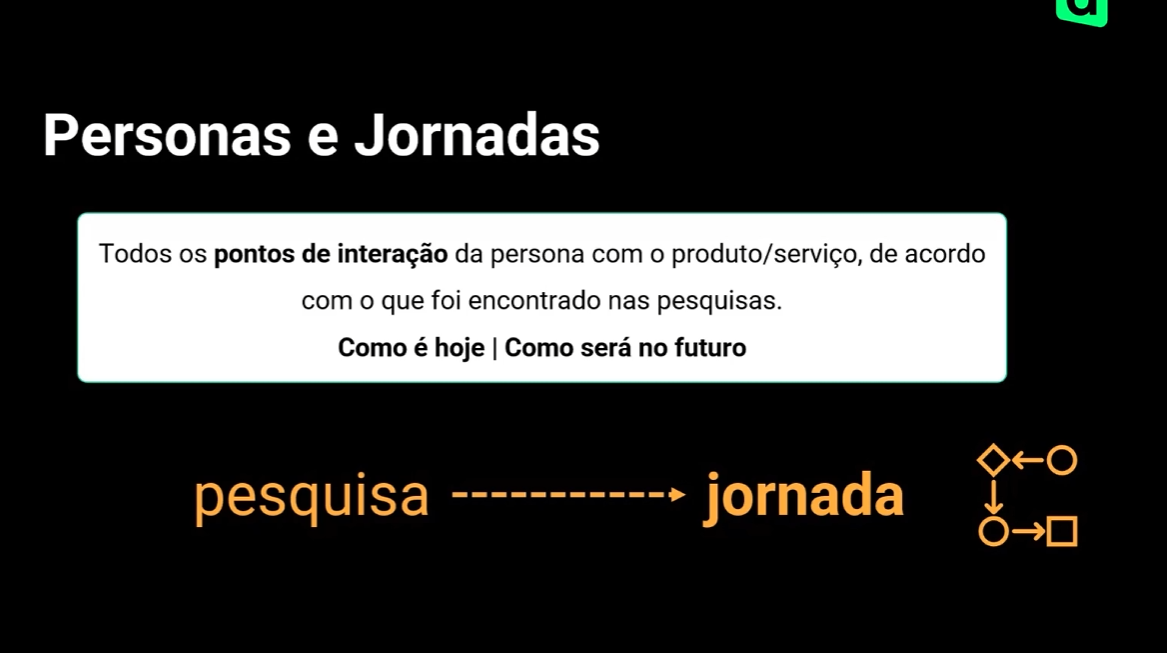 Personas e Jornadas
Todos os pontos de interação da persona com o produto/serviço, de acordo
com o que foi encontrado nas pesquisas.
Como é hoje | Como será no futuro
pesquisa
jornada